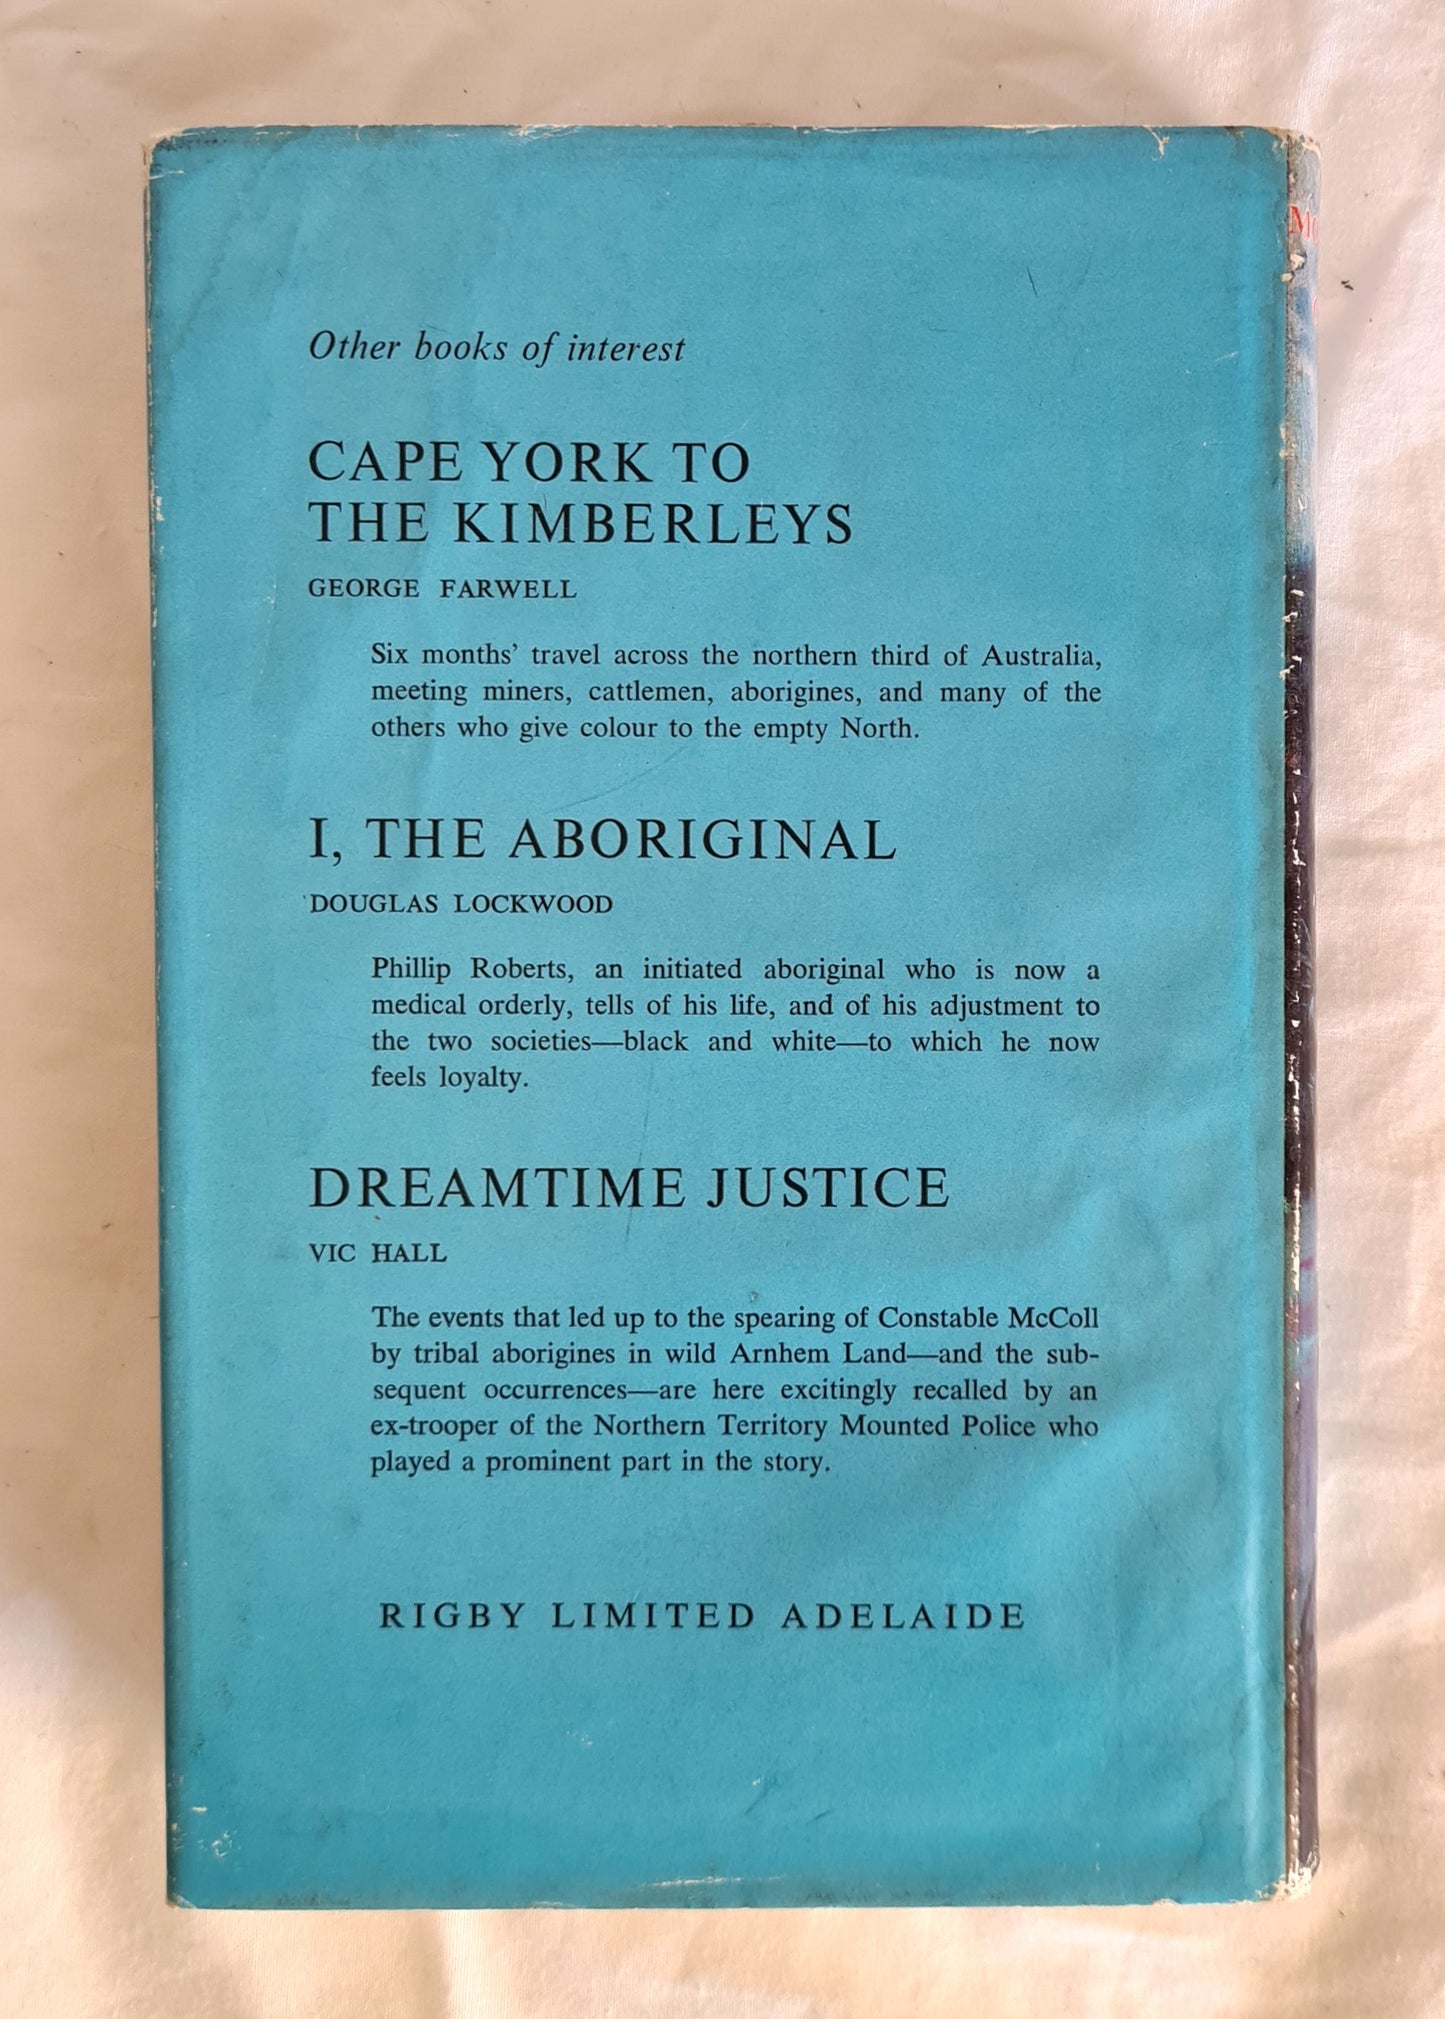 Other books of interest
CAPE YORK TO
THE KIMBERLEYS
GEORGE FARWELL
Six months’ travel across the northern third of Australia,
meeting miners, cattlemen, aborigines, and many of the
others who give colour to the empty North.
I, THE ABORIGINAL
DOUGLAS LOCKWOOD
Phillip Roberts, an initiated aboriginal who is now a
medical orderly, tells of his life, and of his adjustment to
the two societies—black and white—to which he now
feels loyalty.
DREAMTIME JUSTICE
VIC HALL
The events that led up to the spearing of Constable McColl
by tribal aborigines in wild Arnhem Land—and the sub-
sequent occurrences—are here excitingly recalled by an
ex-trooper of the Northern Territory Mounted Police who
played a prominent part in the story.
RIGBY LIMITED ADELAIDE